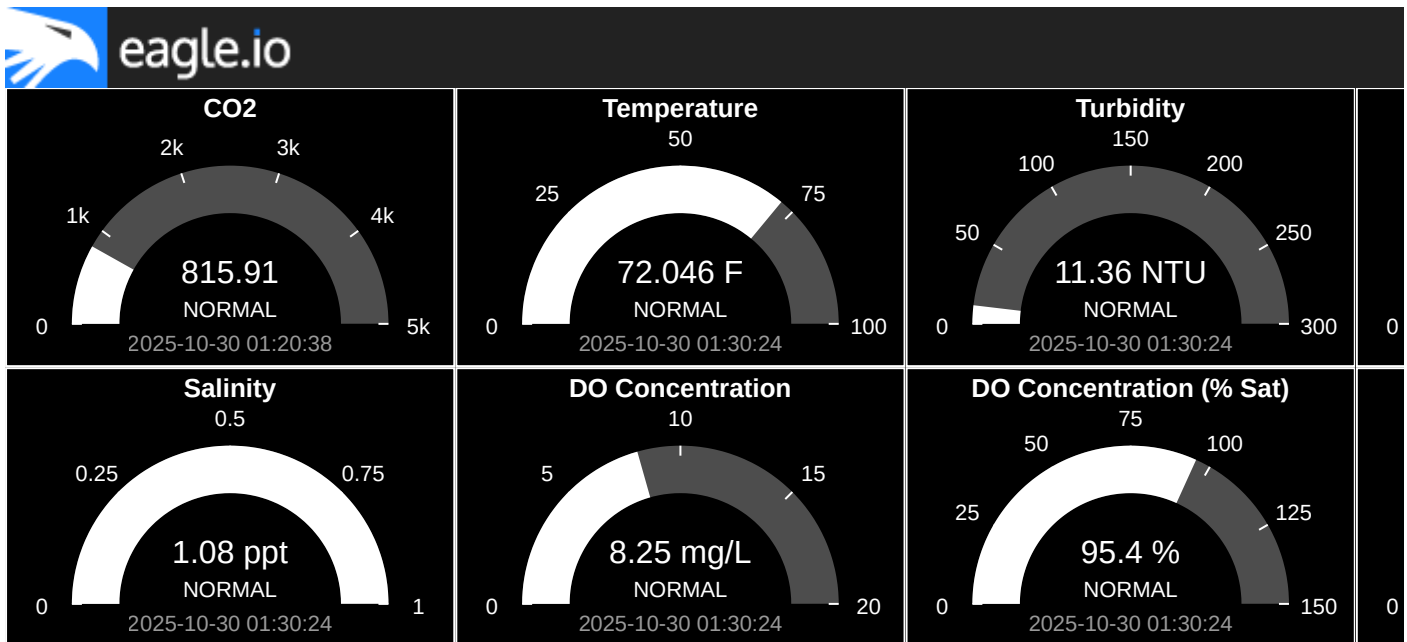 eagle.io
CO2
0
1k
2k
3k
4k
5k
815.91
NORMAL
2025-10-30 01:20:38
Temperature
0
25
50
75
100
72.046 F
NORMAL
2025-10-30 01:30:24
Turbidity
0
50
100
150
200
250
300
11.36 NTU
NORMAL
2025-10-30 01:30:24
0
Salinity
0
0.25
0.5
0.75
1
1.08 ppt
NORMAL
2025-10-30 01:30:24
DO Concentration
0
5
10
15
20
8.25 mg/L
NORMAL
2025-10-30 01:30:24
DO Concentration (% Sat)
0
25
50
75
100
125
150
95.4 %
NORMAL
2025-10-30 01:30:24
0